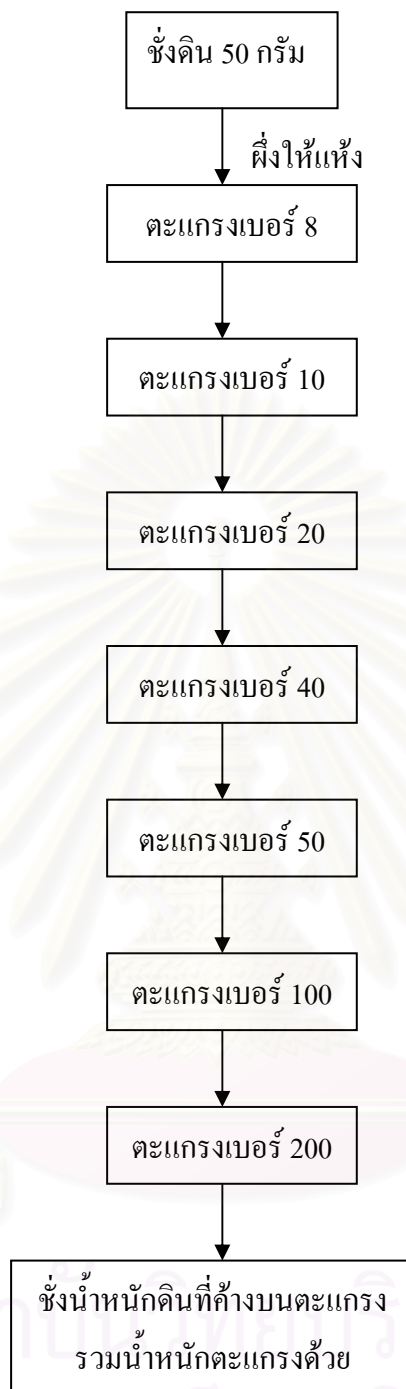 ชั่งดิน 50 กรัม
ผึ่งให้แห้ง
ตะแกรงเบอร์ 8
ตะแกรงเบอร์ 10
ตะแกรงเบอร์ 20
ตะแกรงเบอร์ 40
ตะแกรงเบอร์ 50
ตะแกรงเบอร์ 100
ตะแกรงเบอร์ 200
ชั่งน้ำหนักดินที่ค้างบนตะแกรง
รวมน้ำหนักตะแกรงด้วย